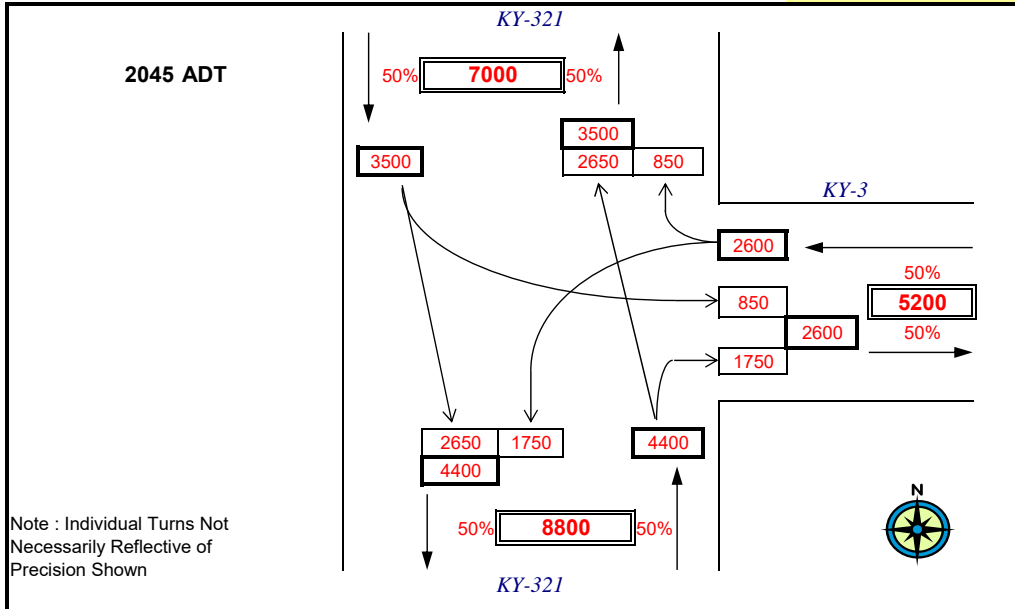 KY-321
2045 ADT
50% 7000 50%
3500
3500
2650 850
KY-3
2600
50%
850
5200
2600
50%
1750
2650 1750
4400
4400
N
Note : Individual Turns Not
Necessarily Reflective of
Precision Shown
50% 8800 50%
KY-321